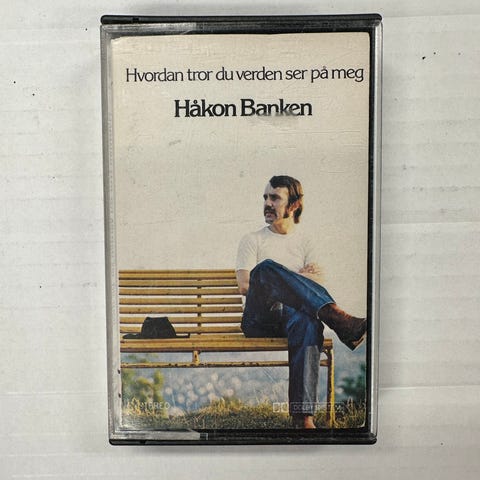 Hvordan tror du verden ser på meg
Håkon Banken
STEREO
DOLBY SYSTEM